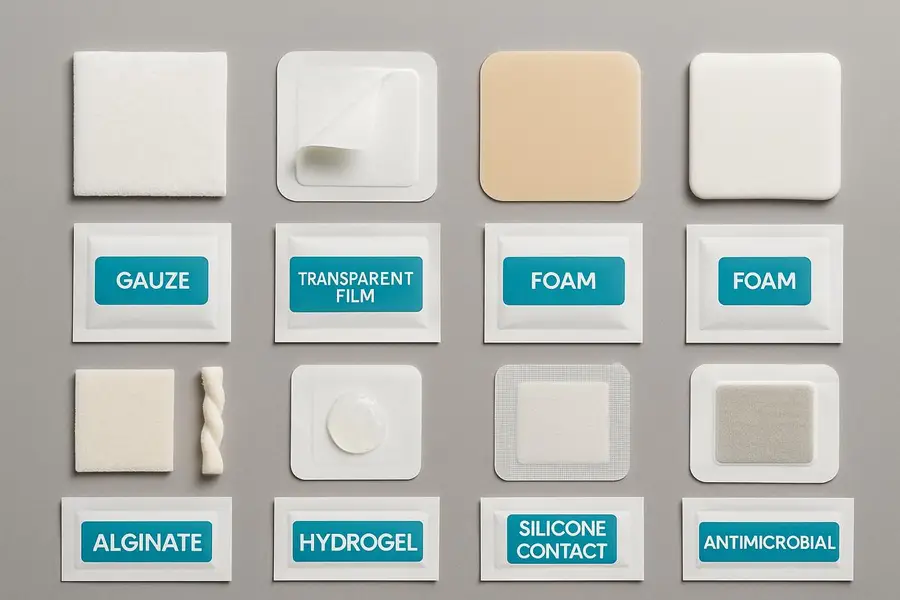 GAUZE
TRANSPARENT
FILM
FOAM
FOAM
ALGINATE
HYDROGEL
SILICONE
CONTACT
ANTIMICROBIAL